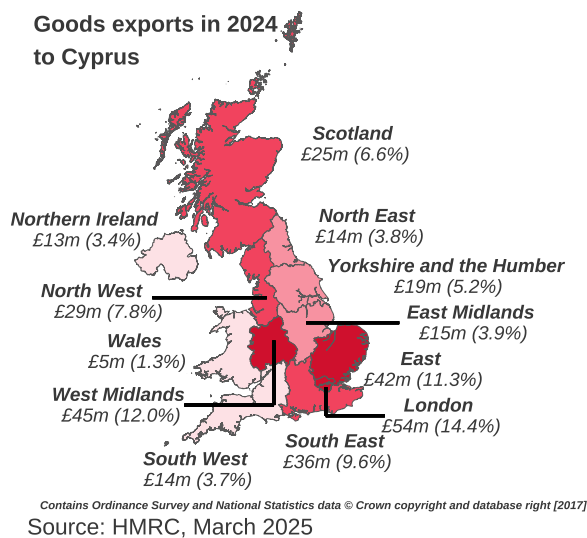 Goods exports in 2024
to Cyprus
Scotland
£25m (6.6%)
Northern Ireland
£13m (3.4%)
North East
£14m (3.8%)
Yorkshire and the Humber
£19m (5.2%)
North West
£29m (7.8%)
East Midlands
£15m (3.9%)
Wales
£5m (1.3%)
East
£42m (11.3%)
West Midlands
£45m (12.0%)
London
£54m (14.4%)
South East
£36m (9.6%)
South West
£14m (3.7%)
Contains Ordinance Survey and National Statistics data © Crown copyright and database right [2017]
Source: HMRC, March 2025